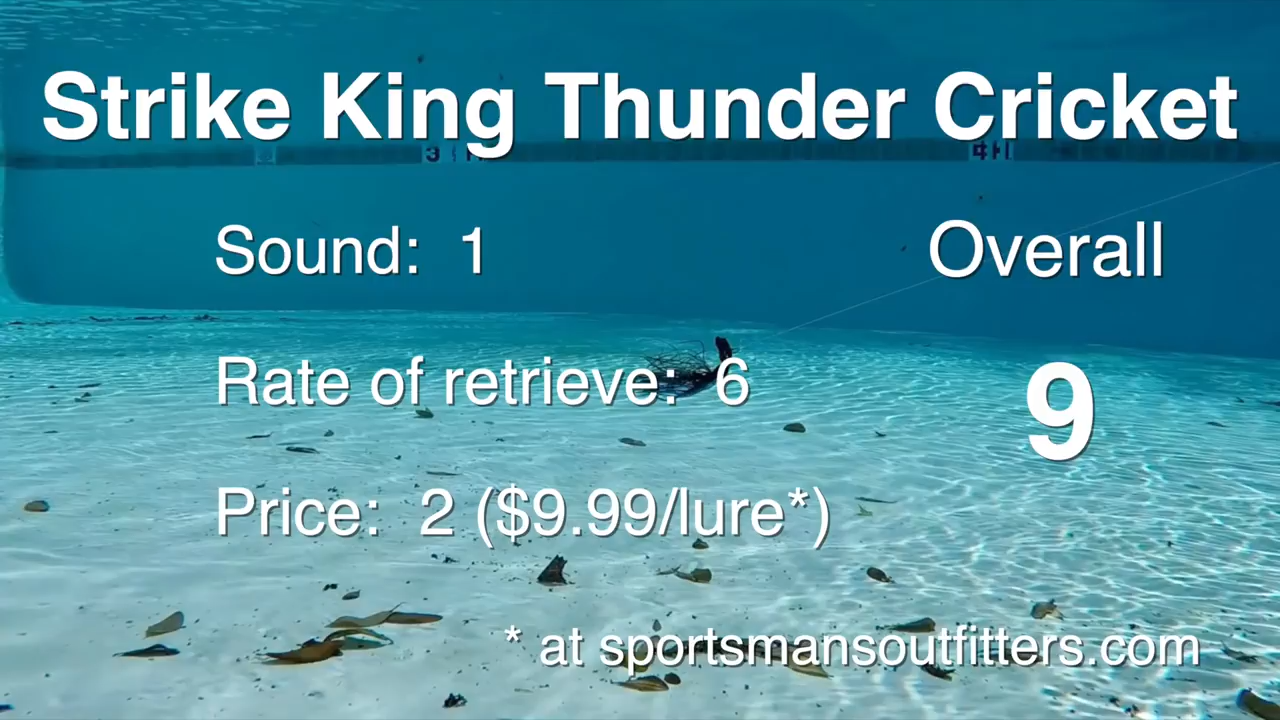 Strike King Thunder Cricket
Sound: 1
Overall
Rate of retrieve: 6
9
Price: 2 ($9.99/lure*)
* at sportsmansoutfitters.com